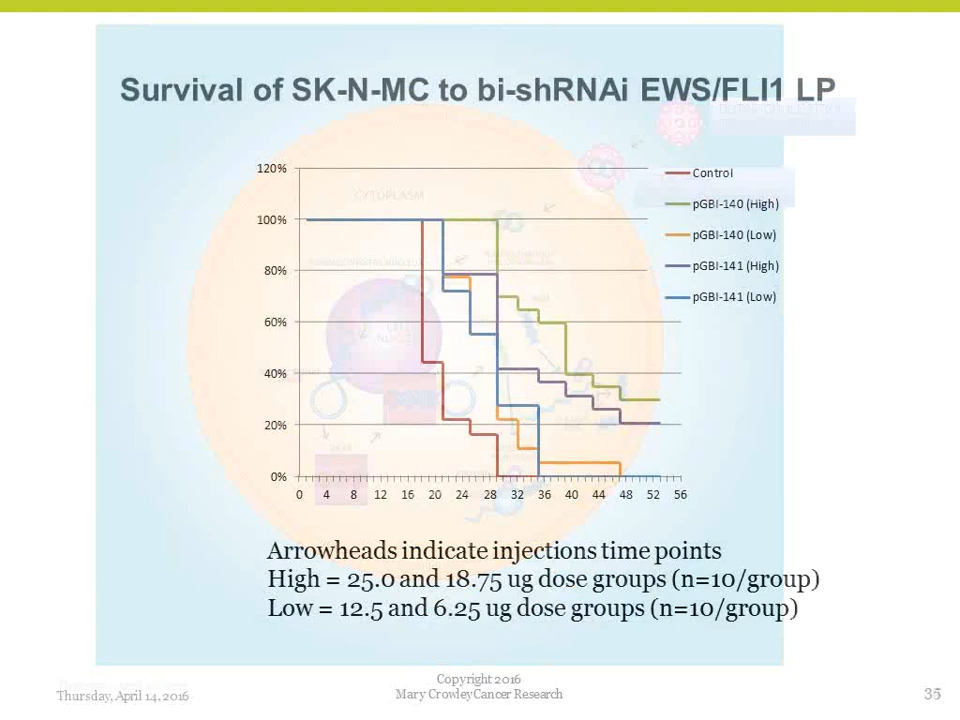 Survival of SK-N-MC to bi-shRNAi EWS/FLI1 LP
120%
100%
80%
60%
40%
20%
0%
0 4 8 12 16 20 24 28 32 36 40 44 48 52 56
Control
pGBI-140 (High)
pGBI-140 (Low)
pGBI-141 (High)
pGBI-141 (Low)
CYTOPLASM
Arrowheads indicate injections time points
High = 25.0 and 18.75 ug dose groups (n=10/group)
Low = 12.5 and 6.25 ug dose groups (n=10/group)
Thursday, April 14, 2016
Copyright 2016
Mary CrowleyCancer Research
35